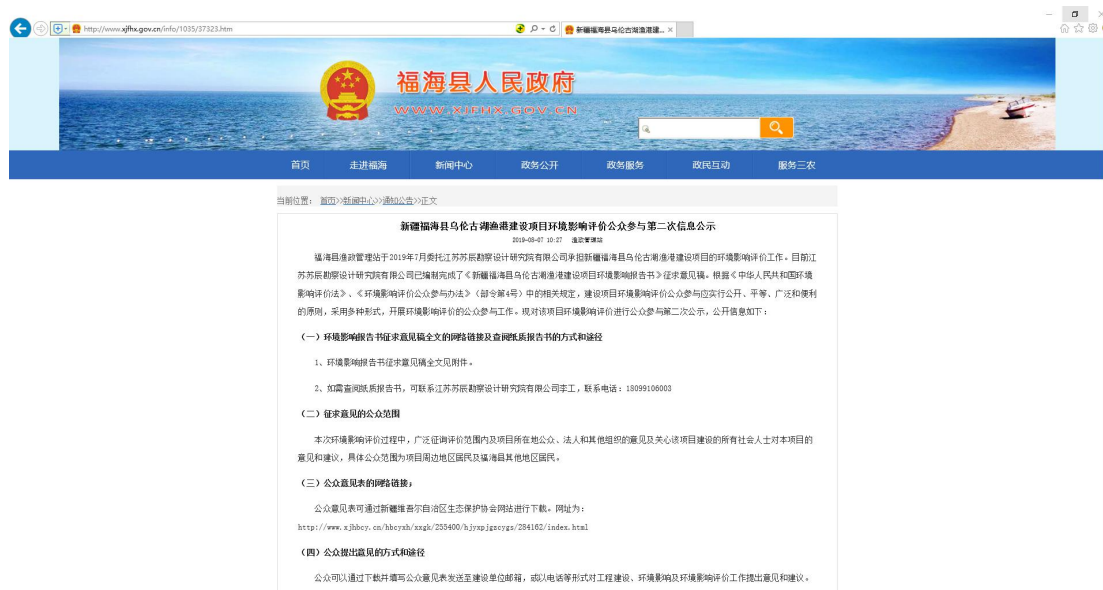 http://www.xjfhx.gov.cn/info/1035/37323.htm
新疆福海县乌伦古湖渔港建...
福海县人民政府
WWW.XJFHX.GOV.CN
首页 走进福海 新闻中心 政务公开 政务服务 政民互动 服务三农
当前位置： 首页>>新闻中心>>通知公告>>正文
新疆福海县乌伦古湖渔港建设项目环境影响评价公众参与第二次信息公示
2019-08-07 10:27 渔政管理站
福海县渔政管理站于2019年7月委托江苏苏辰勘察设计研究院有限公司承担新疆福海县乌伦古湖渔港建设项目的环境影响评价工作。目前江
苏苏辰勘察设计研究院有限公司已编制完成了《新疆福海县乌伦古湖渔港建设项目环境影响报告书》征求意见稿。根据《中华人民共和国环境
影响评价法》、《环境影响评价公众参与办法》（部令第4号）中的相关规定，建设项目环境影响评价公众参与应实行公开、平等、广泛和便利
的原则，采用多种形式，开展环境影响评价的公众参与工作。现对该项目环境影响评价进行公众参与第二次公示，公开信息如下：
（一）环境影响报告书征求意见稿全文的网络链接及查阅纸质报告书的方式和途径
1、环境影响报告书征求意见稿全文见附件。
2、如需查阅纸质报告书，可联系江苏苏辰勘察设计研究院有限公司李工，联系电话：18099106003
（二）征求意见的公众范围
本次环境影响评价过程中，广泛征询评价范围内及项目所在地公众、法人和其他组织的意见及关心该项目建设的所有社会人士对本项目的
意见和建议，具体公众范围为项目周边地区居民及福海县其他地区居民。
（三）公众意见表的网络链接；
公众意见表可通过新疆维吾尔自治区生态保护协会网站进行下载。网址为：
http://www.xjhbcy.cn/hbcyxh/xxgk/255400/hjyxpjgscygs/284162/index.html
（四）公众提出意见的方式和途径
公众可以通过下载并填写公众意见表发送至建设单位邮箱，或以电话等形式对工程建设、环境影响及环境影响评价工作提出意见和建议。